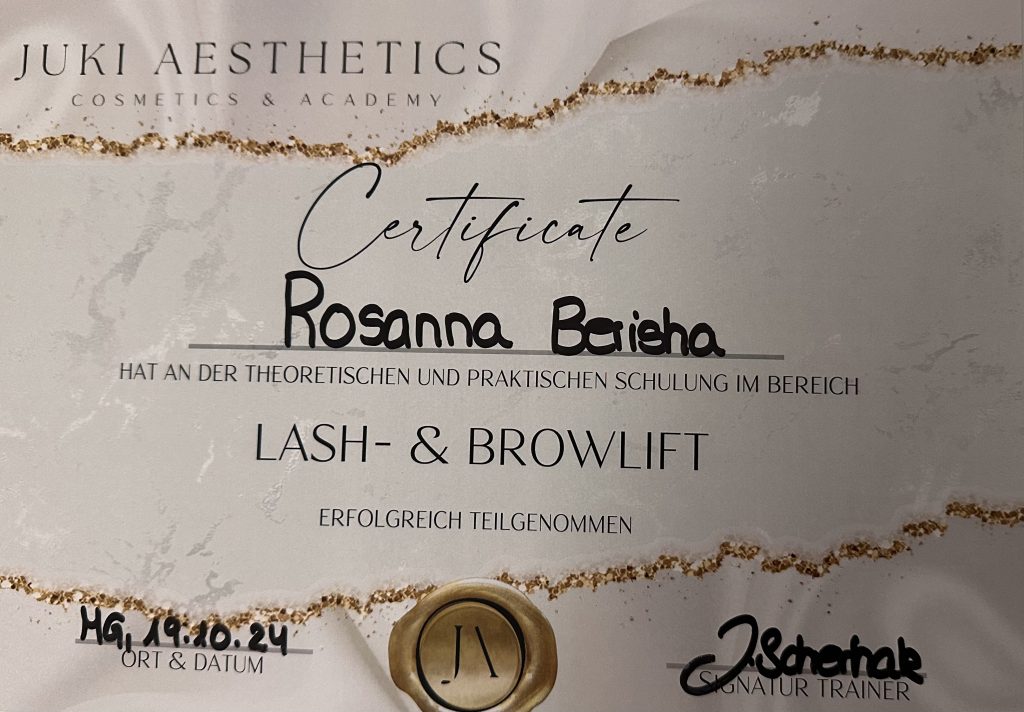 JUKI AESTHETICS
COSMETICS & ACADEMY
Certificate
Rosanna Berisha
HAT AN DER THEORETISCHEN UND PRAKTISCHEN SCHULUNG IM BEREICH
LASH- & BROWLIFT
ERFOLGREICH TEILGENOMMEN
MG, 19.10.24
ORT & DATUM
JA
J.
SIGNATUR TRAINER